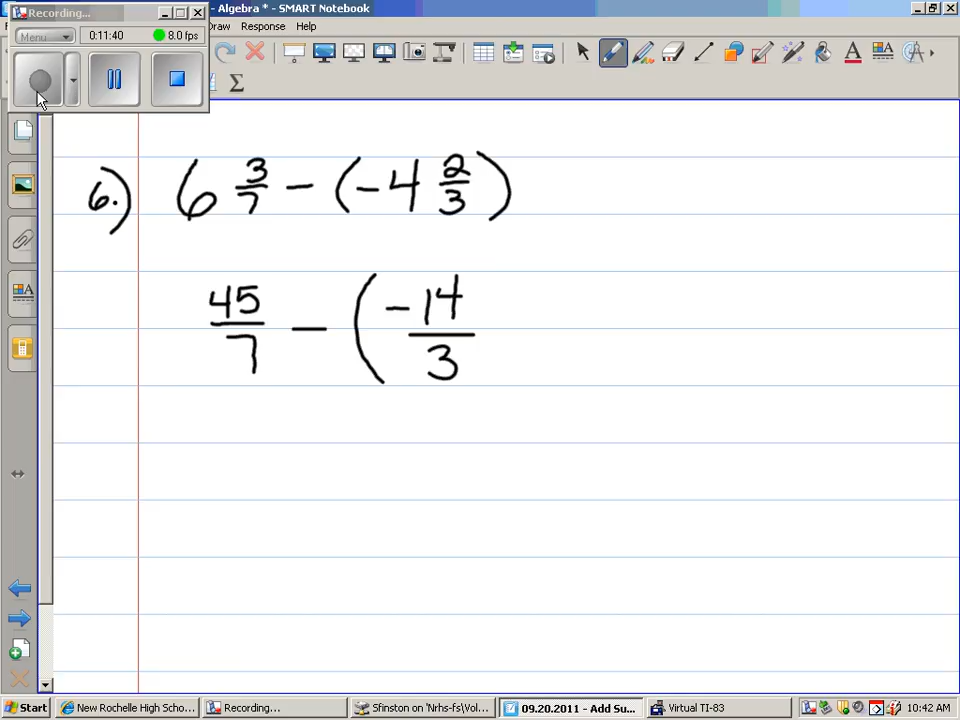 Recording...
- Algebra * - SMART Notebook
Menu
0:11:40
8.0 fps
Draw Response Help
6.) 6 3/7 - (-4 2/3)
45/7 - (-14/3
Start
New Rochelle High Scho...
Recording...
Sfinston on 'Nrhs-fs\Vol...
09.20.2011 - Add Su...
Virtual TI-83
10:42 AM